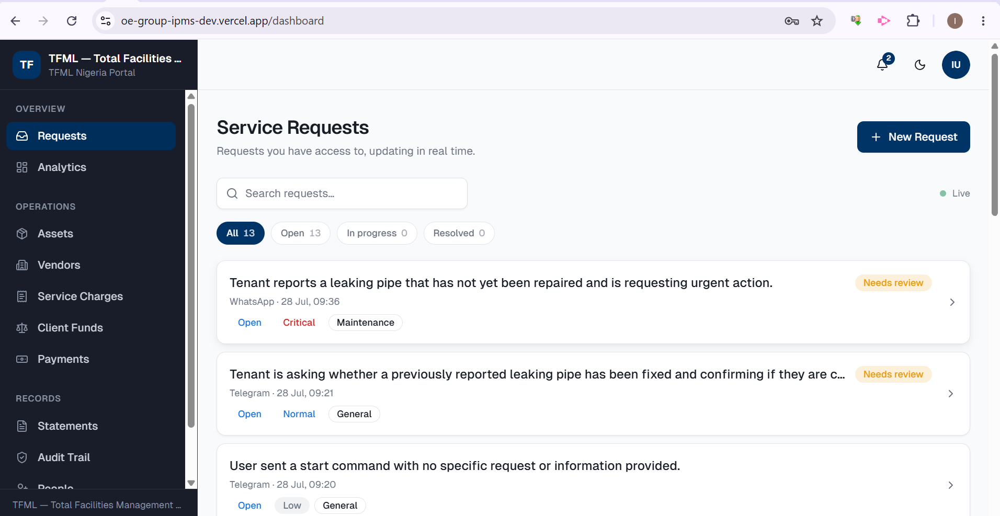 oe-group-ipms-dev.vercel.app/dashboard
I
TF
TFML — Total Facilities ...
TFML Nigeria Portal
2
IU
OVERVIEW
Requests
Analytics
OPERATIONS
Assets
Vendors
Service Charges
Client Funds
Payments
RECORDS
Statements
Audit Trail
People
TFML — Total Facilities Management ...
Service Requests
Requests you have access to, updating in real time.
+ New Request
Search requests...
Live
All 13
Open 13
In progress 0
Resolved 0
Tenant reports a leaking pipe that has not yet been repaired and is requesting urgent action.
Needs review
WhatsApp · 28 Jul, 09:36
Open Critical Maintenance
Tenant is asking whether a previously reported leaking pipe has been fixed and confirming if they are c...
Needs review
Telegram · 28 Jul, 09:21
Open Normal General
User sent a start command with no specific request or information provided.
Telegram · 28 Jul, 09:20
Open Low General